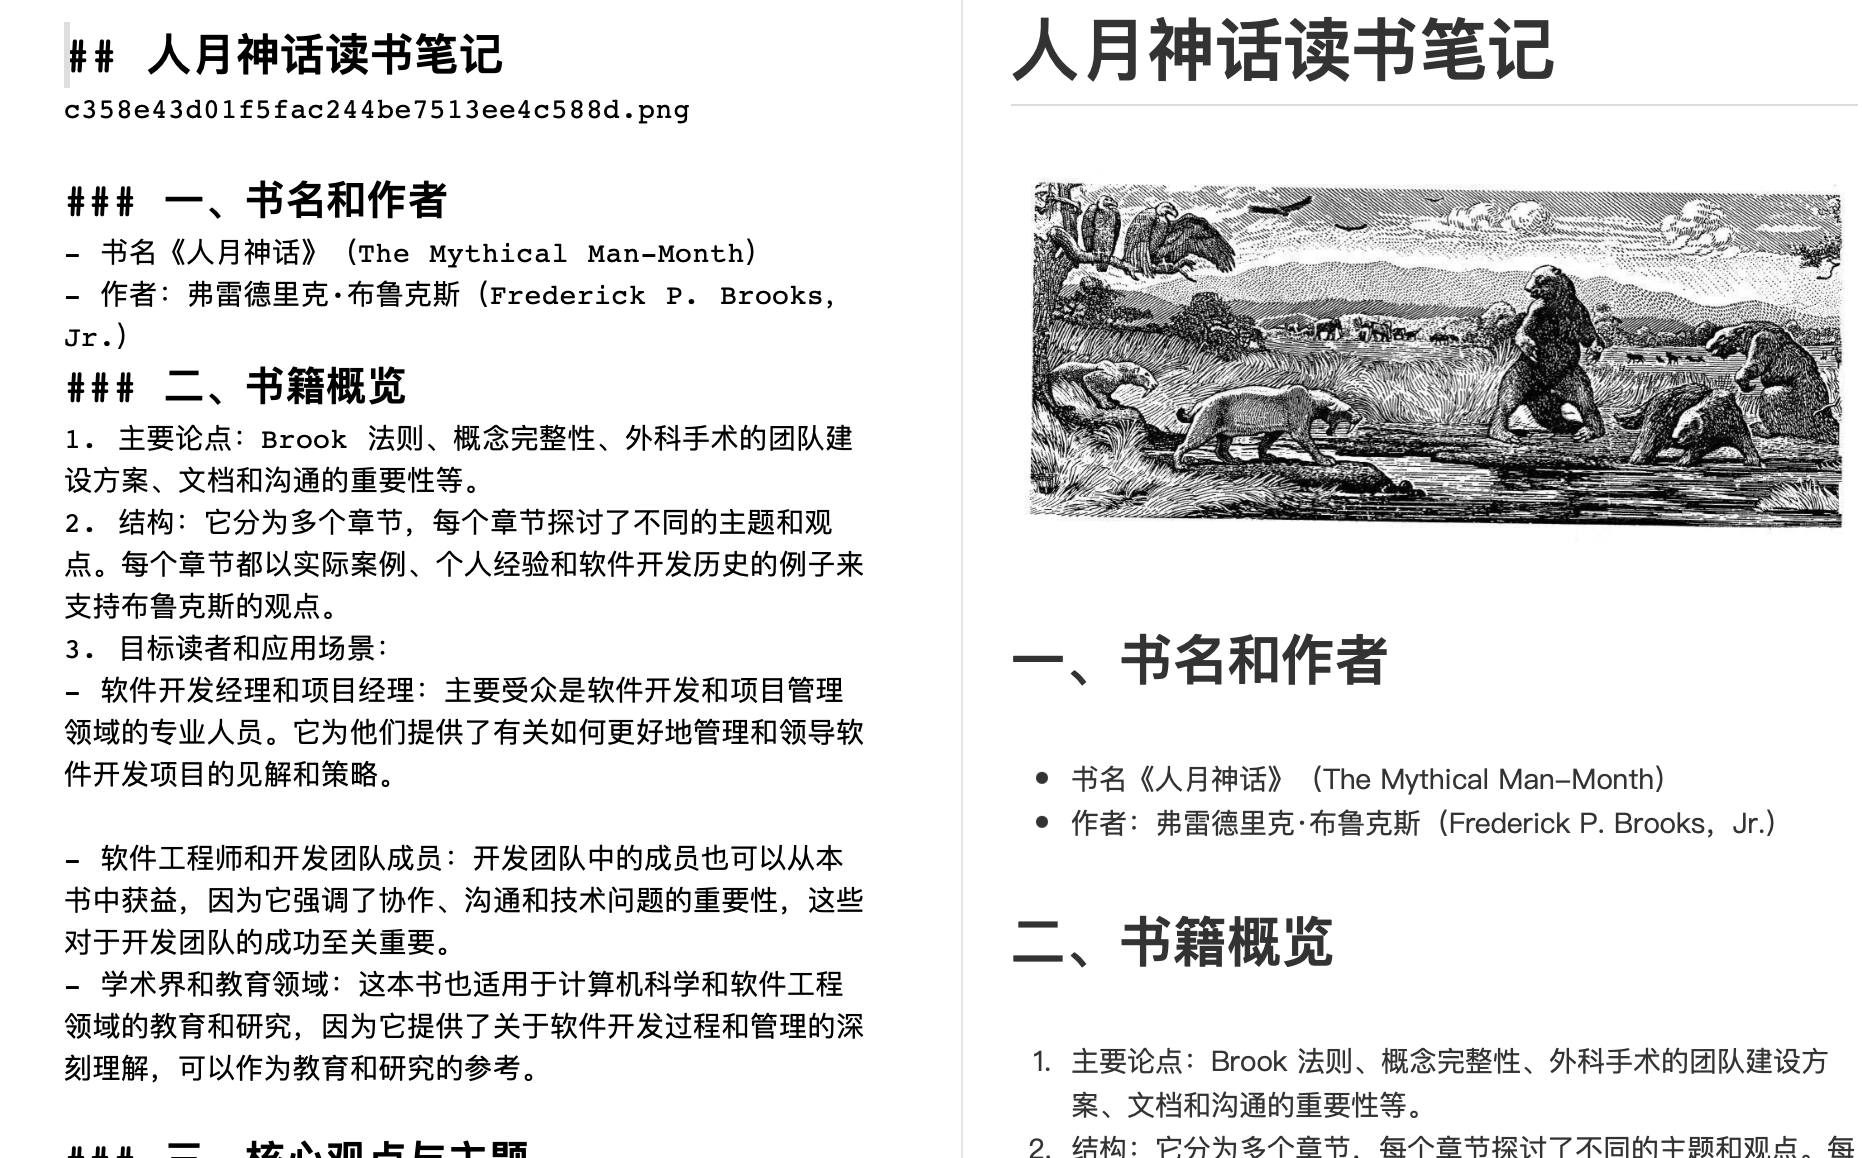 ## 人月神话读书笔记
c358e43d01f5fac244be7513ee4c588d.png
### 一、书名和作者
- 书名《人月神话》（The Mythical Man-Month）
- 作者：弗雷德里克·布鲁克斯（Frederick P. Brooks,
Jr.）
### 二、书籍概览
1. 主要论点：Brook 法则、概念完整性、外科手术的团队建
设方案、文档和沟通的重要性等。
2. 结构：它分为多个章节，每个章节探讨了不同的主题和观
点。每个章节都以实际案例、个人经验和软件开发历史的例子来
支持布鲁克斯的观点。
3. 目标读者和应用场景：
- 软件开发经理和项目经理：主要受众是软件开发和项目管理
领域的专业人员。它为他们提供了有关如何更好地管理和领导软
件开发项目的见解和策略。
- 软件工程师和开发团队成员：开发团队中的成员也可以从本
书中获益，因为它强调了协作、沟通和技术问题的重要性，这些
对于开发团队的成功至关重要。
- 学术界和教育领域：这本书也适用于计算机科学和软件工程
领域的教育和研究，因为它提供了关于软件开发过程和管理的深
刻理解，可以作为教育和研究的参考。
### 三、核心观点与主题
人月神话读书笔记
一、书名和作者
• 书名《人月神话》（The Mythical Man-Month）
• 作者：弗雷德里克·布鲁克斯（Frederick P. Brooks, Jr.）
二、书籍概览
1. 主要论点：Brook 法则、概念完整性、外科手术的团队建设方
案、文档和沟通的重要性等。
2. 结构：它分为多个章节，每个章节探讨了不同的主题和观点。每